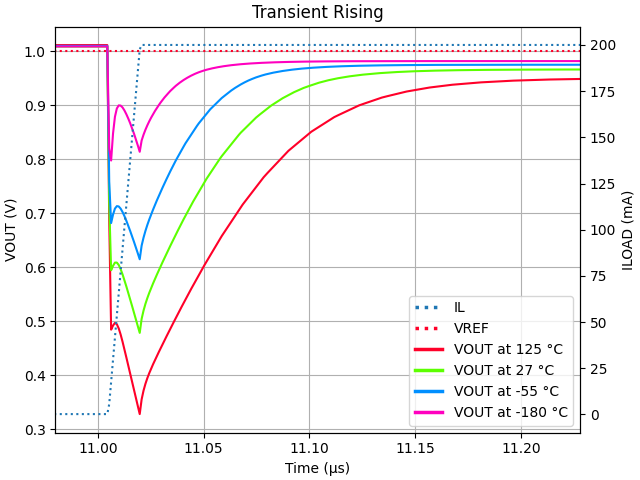 Transient Rising
VOUT (V)
1.0
0.9
0.8
0.7
0.6
0.5
0.4
0.3
11.00
11.05
11.10
11.15
11.20
Time (μs)
200
175
150
125
100
75
50
25
0
ILOAD (mA)
IL
VREF
VOUT at 125 °C
VOUT at 27 °C
VOUT at -55 °C
VOUT at -180 °C